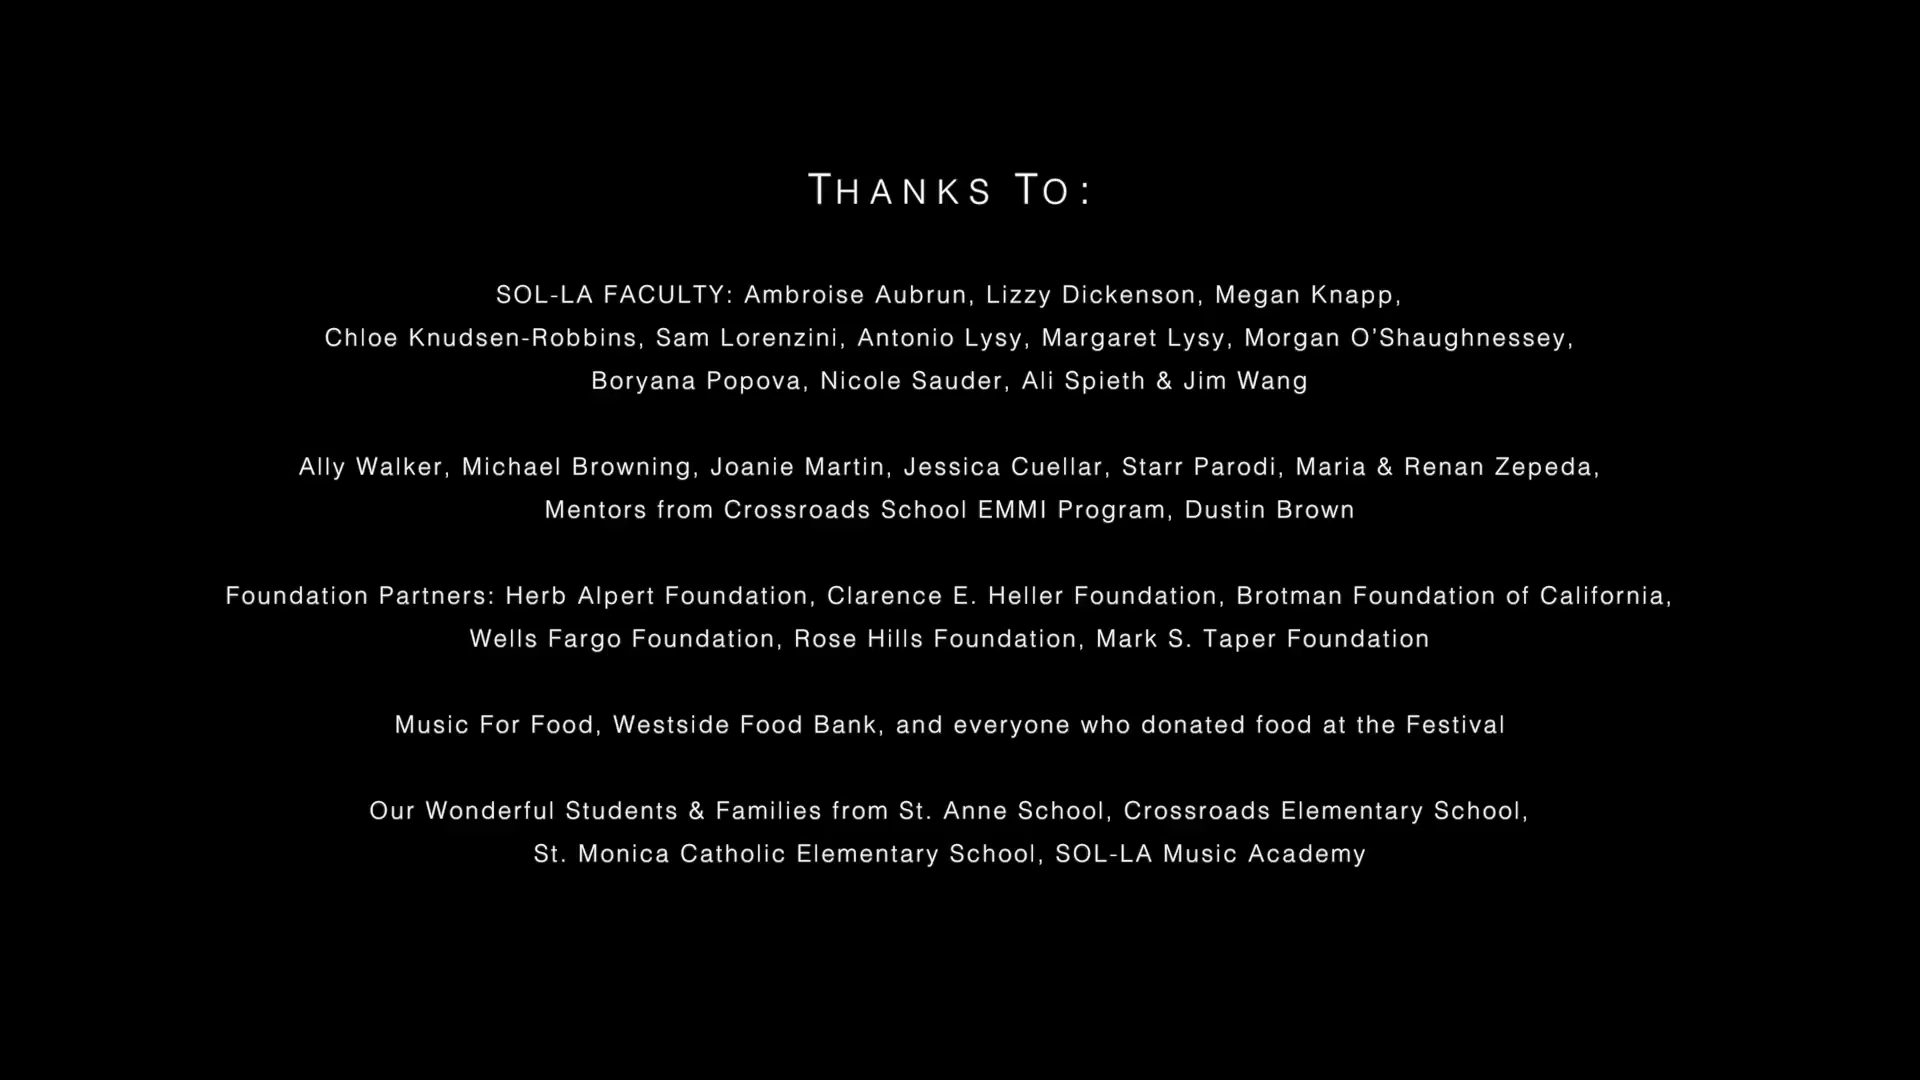 THANKS TO:
SOL-LA FACULTY: Ambroise Aubrun, Lizzy Dickenson, Megan Knapp,
Chloe Knudsen-Robbins, Sam Lorenzini, Antonio Lysy, Margaret Lysy, Morgan O’Shaughnessey,
Boryana Popova, Nicole Sauder, Ali Spieth & Jim Wang
Ally Walker, Michael Browning, Joanie Martin, Jessica Cuellar, Starr Parodi, Maria & Renan Zepeda,
Mentors from Crossroads School EMMI Program, Dustin Brown
Foundation Partners: Herb Alpert Foundation, Clarence E. Heller Foundation, Brotman Foundation of California,
Wells Fargo Foundation, Rose Hills Foundation, Mark S. Taper Foundation
Music For Food, Westside Food Bank, and everyone who donated food at the Festival
Our Wonderful Students & Families from St. Anne School, Crossroads Elementary School,
St. Monica Catholic Elementary School, SOL-LA Music Academy